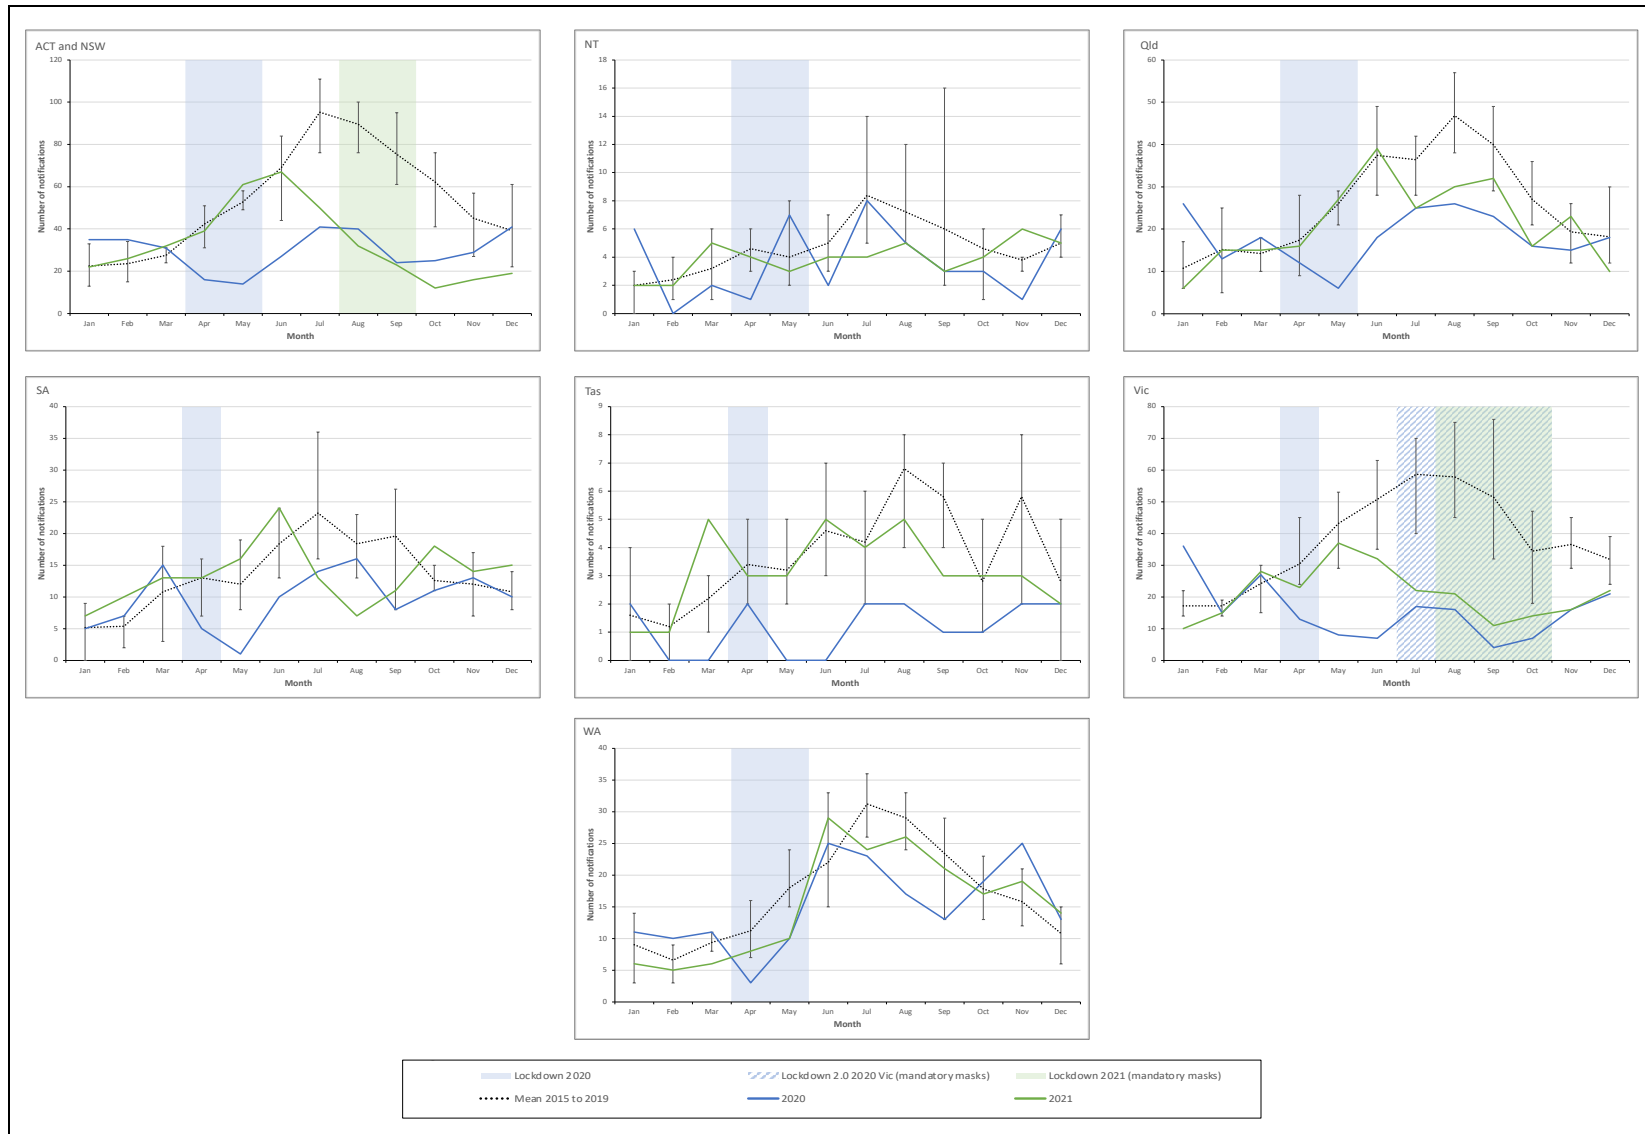 ACT and NSW
120
100
80
60
40
20
0
Number of notifications
Jan Feb Mar Apr May Jun Jul Aug Sep Oct Nov Dec
Month
NT
18
16
14
12
10
8
6
4
2
0
Number of notifications
Jan Feb Mar Apr May Jun Jul Aug Sep Oct Nov Dec
Month
Qld
60
50
40
30
20
10
0
Number of notifications
Jan Feb Mar Apr May Jun Jul Aug Sep Oct Nov Dec
Month
SA
40
35
30
25
20
15
10
5
0
Number of notifications
Jan Feb Mar Apr May Jun Jul Aug Sep Oct Nov Dec
Month
Tas
9
8
7
6
5
4
3
2
1
0
Number of notifications
Jan Feb Mar Apr May Jun Jul Aug Sep Oct Nov Dec
Month
Vic
80
70
60
50
40
30
20
10
0
Number of notifications
Jan Feb Mar Apr May Jun Jul Aug Sep Oct Nov Dec
Month
WA
40
35
30
25
20
15
10
5
0
Number of notifications
Jan Feb Mar Apr May Jun Jul Aug Sep Oct Nov Dec
Month
Lockdown 2020 Lockdown 2.0 2020 Vic (mandatory masks) Lockdown 2021 (mandatory masks)
Mean 2015 to 2019 2020 2021